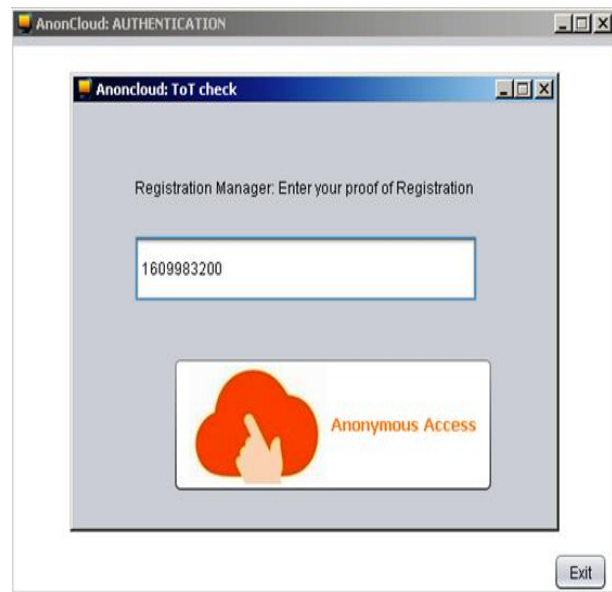 AnonCloud: AUTHENTICATION
Anoncloud: ToT check
Registration Manager: Enter your proof of Registration
1609983200
Anonymous Access
Exit